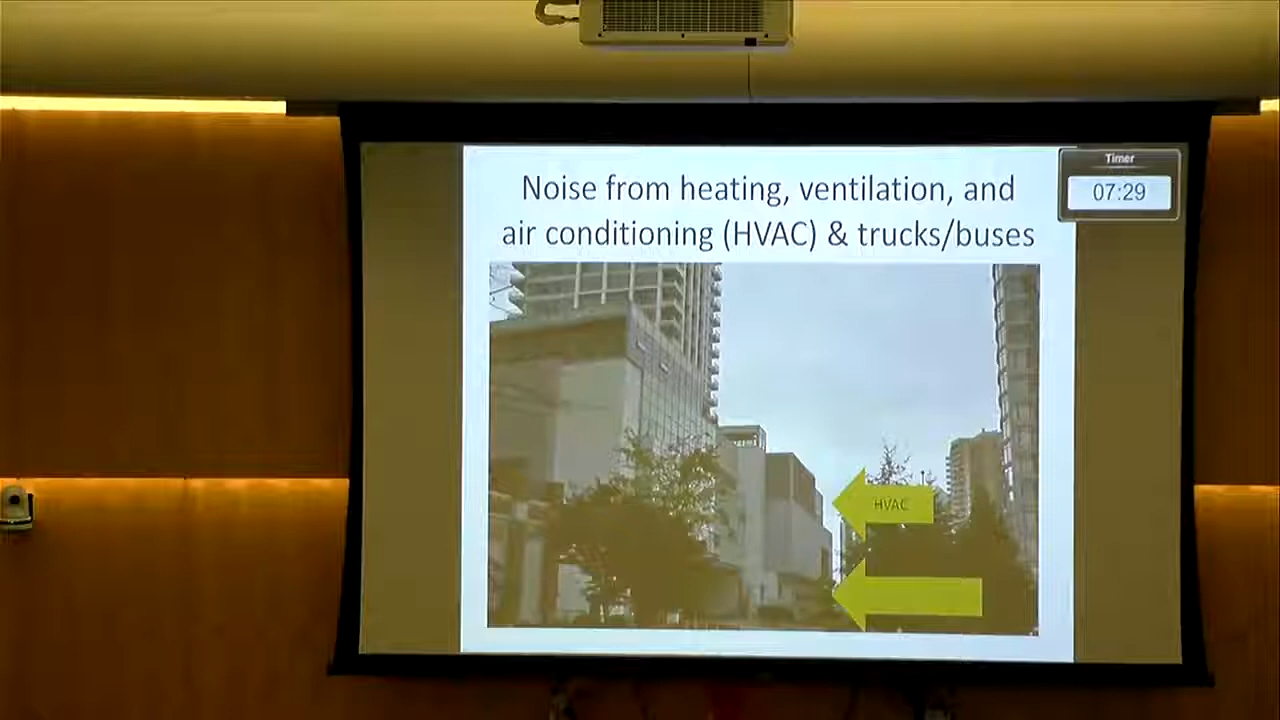 Noise from heating, ventilation, and
air conditioning (HVAC) & trucks/buses
Timer
07:29
HVAC